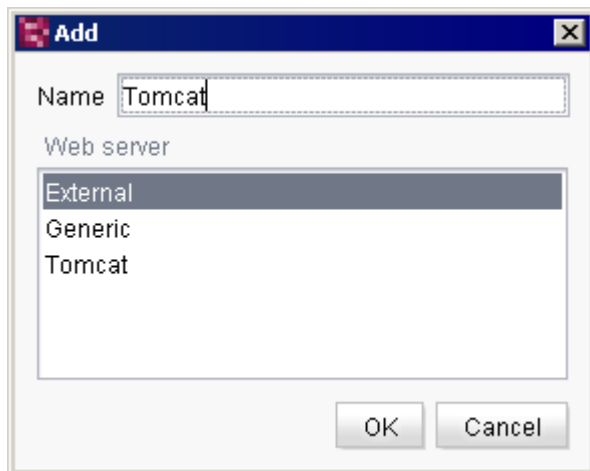 Add
Name Tomcat
Web server
External
Generic
Tomcat
OK Cancel